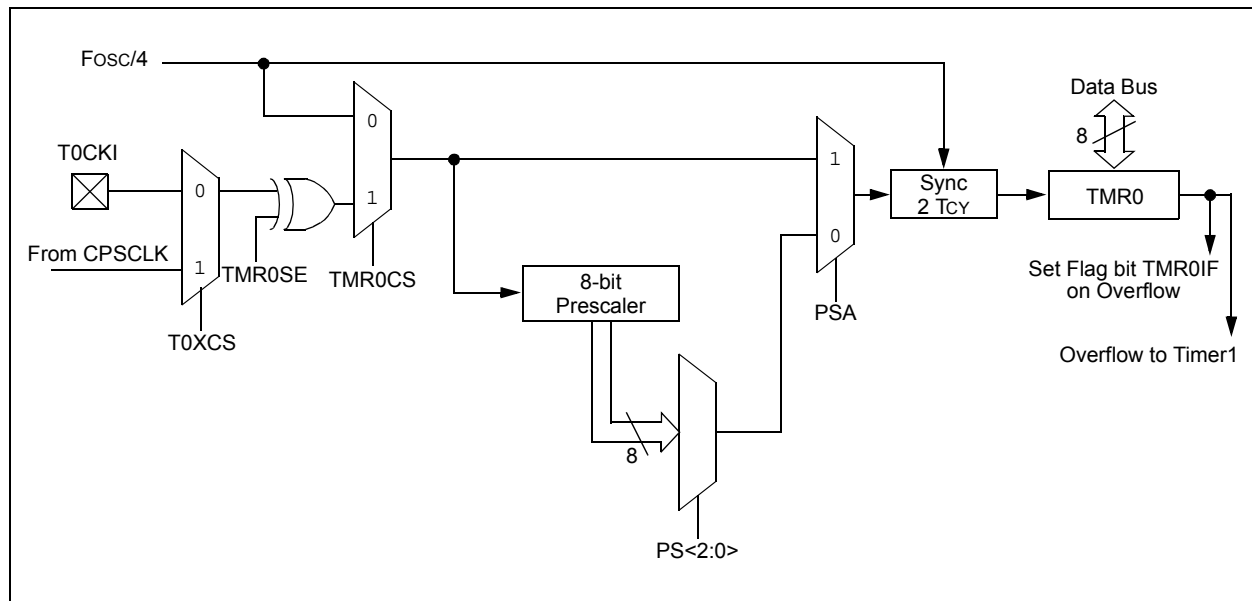 FOSC/4
Data Bus
8
T0CKI
0
1
0
1
From CPSCLK
TMR0SE
TMR0CS
T0XCS
8-bit
Prescaler
8
PS<2:0>
1
0
PSA
Sync
2 TCY
TMR0
Set Flag bit TMR0IF
on Overflow
Overflow to Timer1